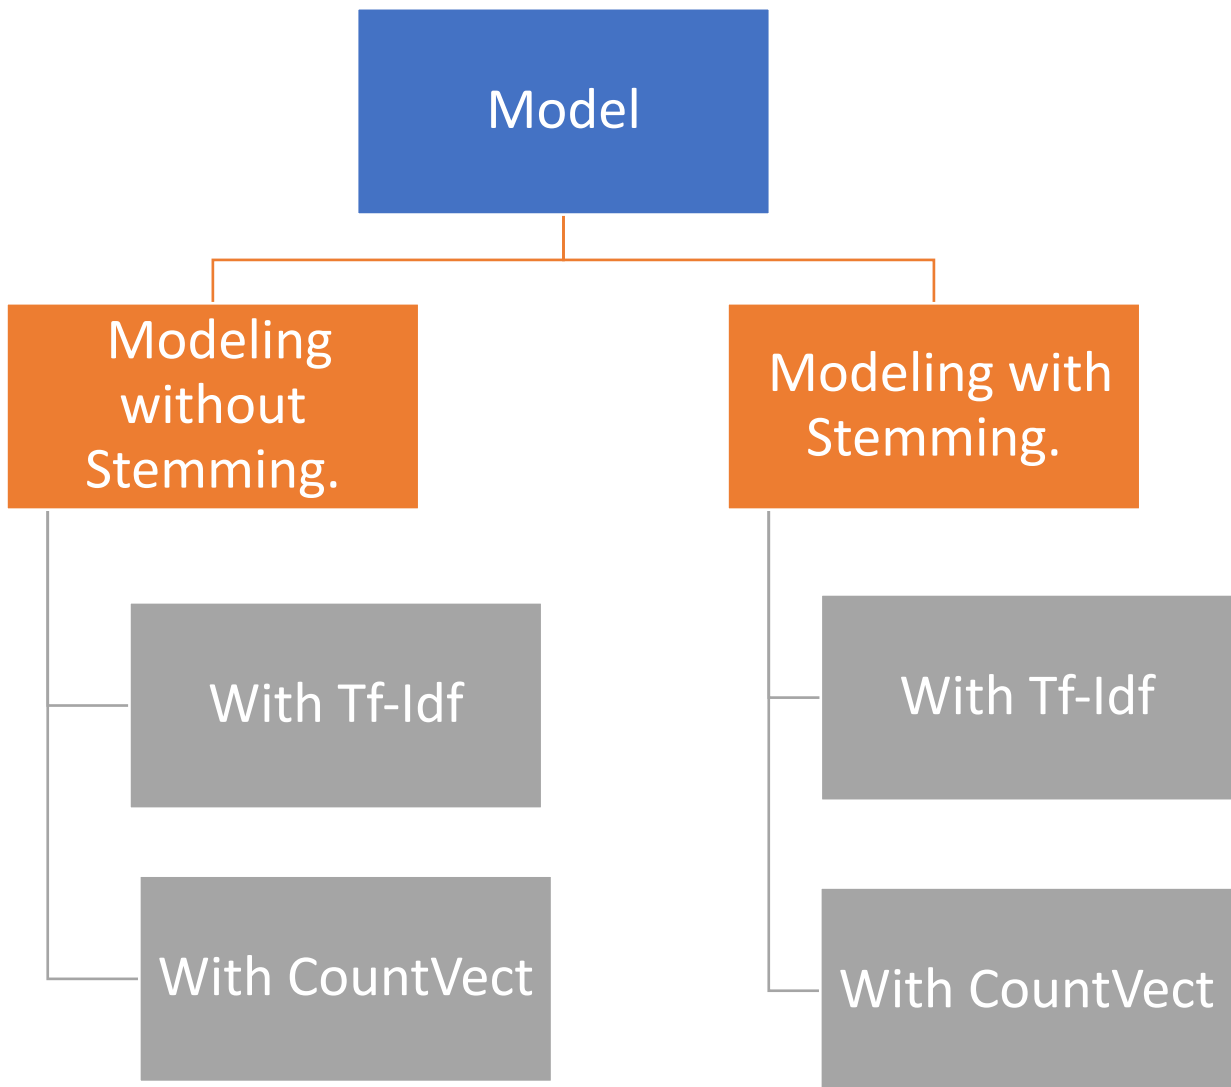 Model
Modeling
without
Stemming.
Modeling with
Stemming.
With Tf-Idf
With CountVect
With Tf-Idf
With CountVect